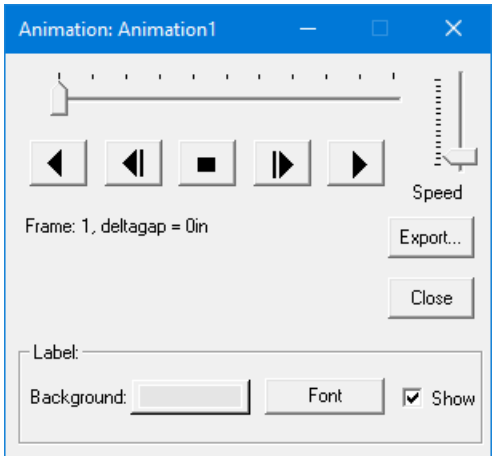 Animation: Animation1
Speed
Frame: 1, deltagap = 0in
Export...
Close
Label:
Background:
Font
Show